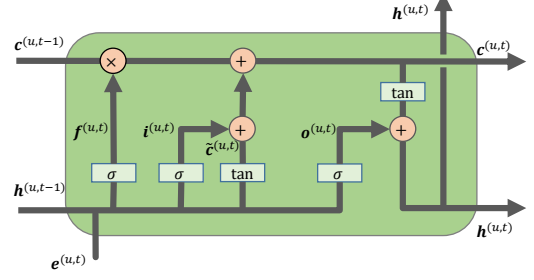 h^(u,t)
c^(u,t−1) × + c^(u,t)
tan
f^(u,t) i^(u,t) + o^(u,t) +
c̃^(u,t)
σ σ tan σ
h^(u,t−1)
h^(u,t)
e^(u,t)